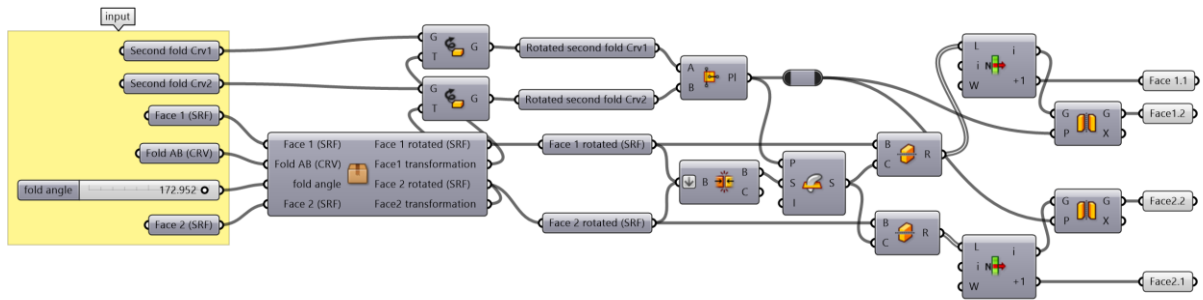 input
Second fold Crv1
Second fold Crv2
Face 1 (SRF)
Fold AB (CRV)
fold angle 172.952
Face 2 (SRF)
Face 1 (SRF)
Fold AB (CRV)
fold angle
Face 2 (SRF)
Face 1 rotated (SRF)
Face1 transformation
Face 2 rotated (SRF)
Face2 transformation
G
T
G
G
T
G
Rotated second fold Crv1
Rotated second fold Crv2
Face 1 rotated (SRF)
Face 2 rotated (SRF)
A
B
Pl
B
B
C
P
S
I
S
B
C
R
B
C
R
L
i
W
N
i
+1
G
P
G
X
G
P
G
X
L
i
W
N
i
+1
Face 1.1
Face1.2
Face2.2
Face2.1